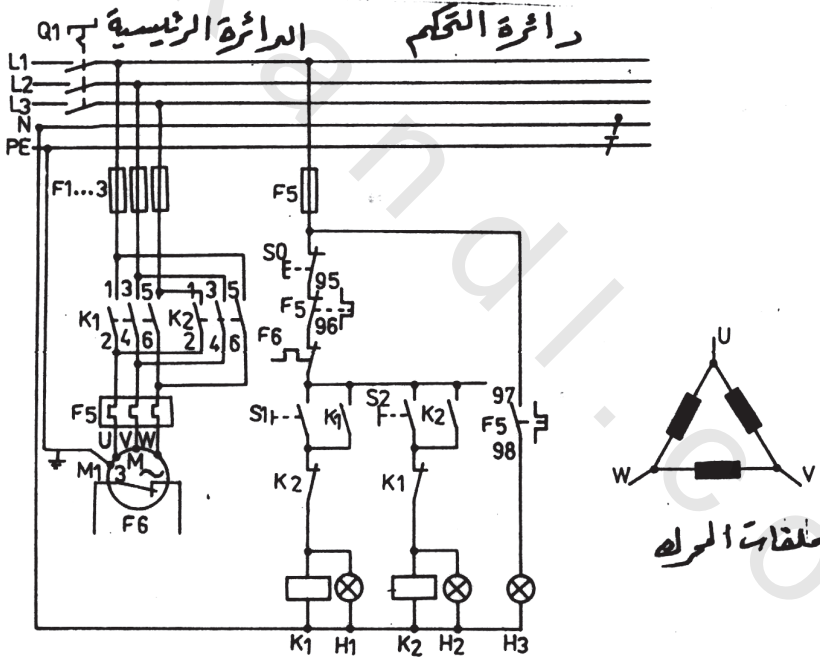 Q1 الدائرة الرئيسية دائرة التحكم
L1
L2
L3
N
PE
F1...3 F5
S0
95
1 3 5 1 3 5 F5
K1 K2 96
2 4 6 2 4 6 F6
U
97
F5 S1 K1 S2 K2 F5
98
U V W
M1 3 M
~ K2 K1 W V
F6
ملفات المحرك
K1 H1 K2 H2 H3
andl.co